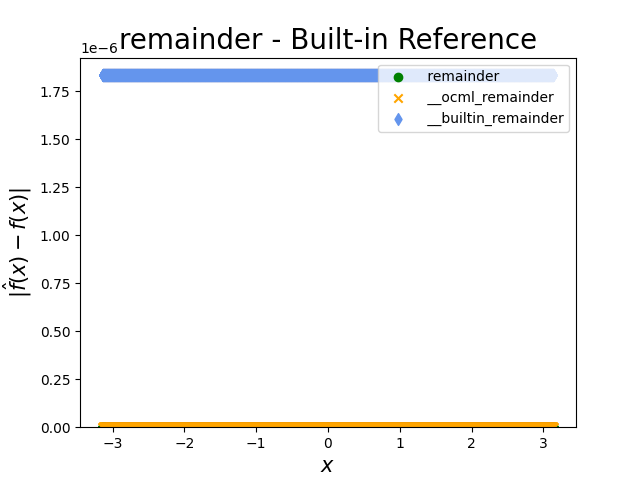 remainder - Built-in Reference
1e−6
remainder
__ocml_remainder
__builtin_remainder
1.75
1.50
1.25
1.00
0.75
0.50
0.25
0.00
|f̂(x) − f(x)|
−3
−2
−1
0
1
2
3
x